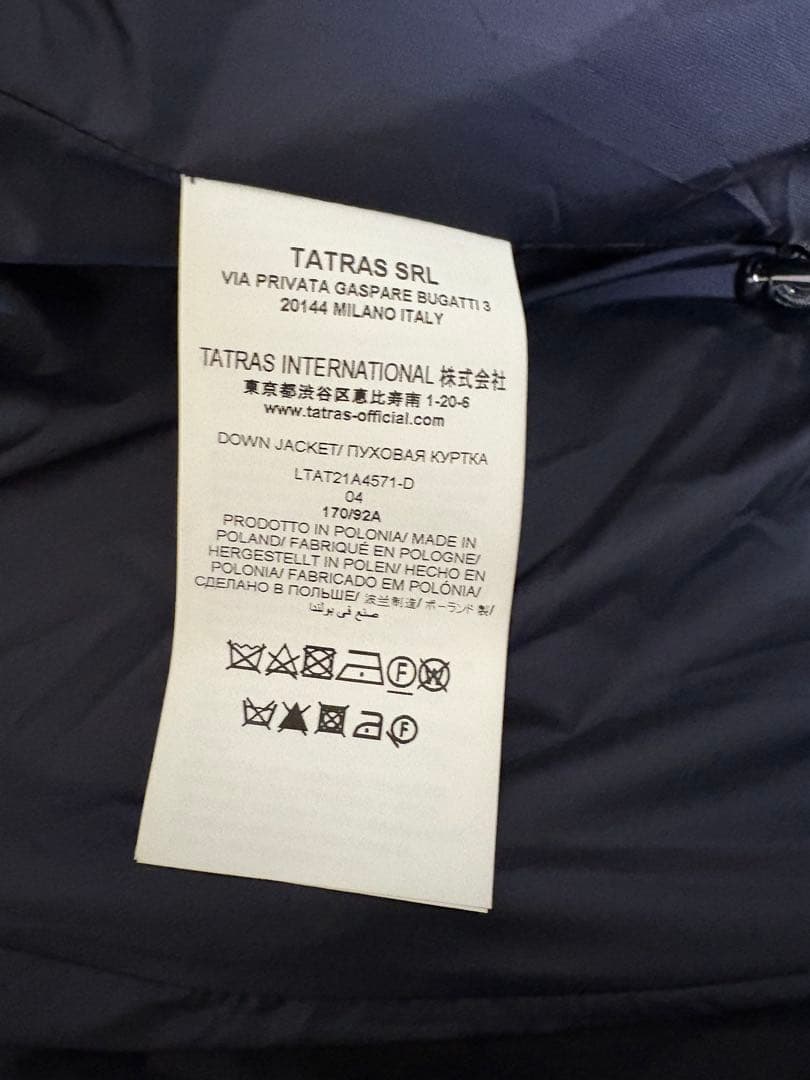 TATRAS SRL
VIA PRIVATA GASPARE BUGATTI 3
20144 MILANO ITALY
TATRAS INTERNATIONAL 株式会社
東京都渋谷区恵比寿南 1-20-6
www.tatras-official.com
DOWN JACKET/ ПУХОВАЯ КУРТКА
LTAT21A4571-D
04
170/92A
PRODOTTO IN POLONIA/ MADE IN
POLAND/ FABRIQUÉ EN POLOGNE/
HERGESTELLT IN POLEN/ HECHO EN
POLONIA/ FABRICADO EM POLÓNIA/
СДЕЛАНО В ПОЛЬШЕ/ 波兰制造/ ポーランド製/
صنع في بولندا
F W
F